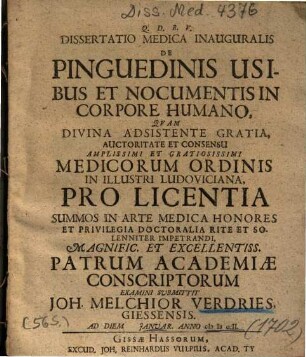 Diss. Med. 4376
Q. D. B. V.
DISSERTATIO MEDICA INAUGURALIS
DE
PINGUEDINIS USI-
BUS ET NOCUMENTIS IN
CORPORE HUMANO,
QUAM
DIVINA ADSISTENTE GRATIA,
AUCTORITATE ET CONSENSU
AMPLISSIMI ET GRATIOSISSIMI
MEDICORUM ORDINIS
IN ILLUSTRI LUDOVICIANA,
PRO LICENTIA
SUMMOS IN ARTE MEDICA HONORES
ET PRIVILEGIA DOCTORALIA RITE ET SO-
LENNITER IMPETRANDI,
MAGNIFIC. ET EXCELLENTISS.
PATRUM ACADEMIÆ
CONSCRIPTORUM
EXAMINI SUBMITTIT
JOH. MELCHIOR VERDRIES,
GIESSENSIS.
AD DIEM JANUAR. ANNO
(565)
(1702)
GISSÆ HASSORUM,
EXCUD. JOH, REINHARDUS VULPIUS, ACAD. TY